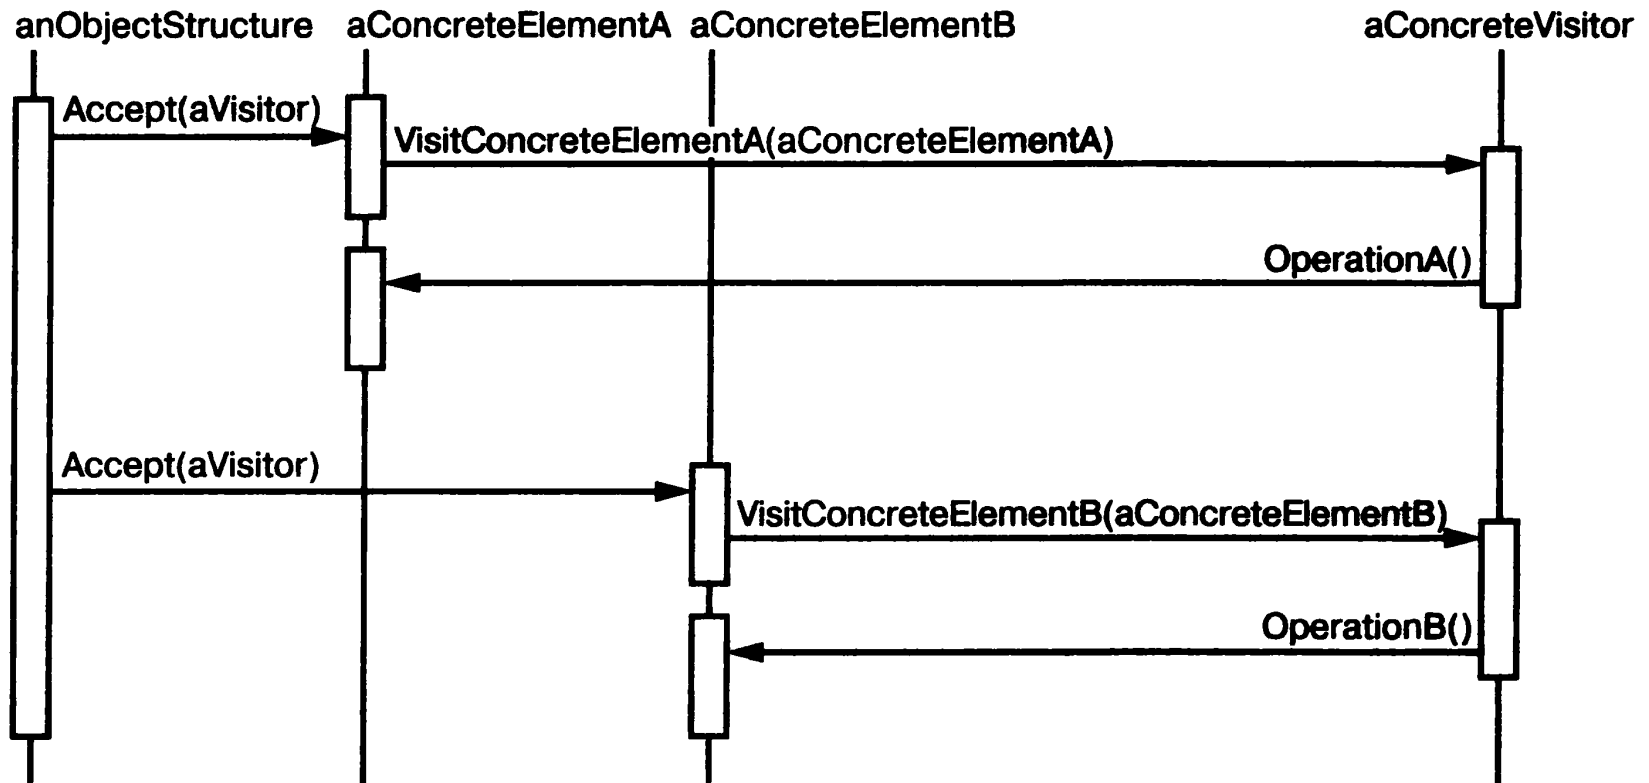 anObjectStructure aConcreteElementA aConcreteElementB aConcreteVisitor
Accept(aVisitor)
VisitConcreteElementA(aConcreteElementA)
OperationA()
Accept(aVisitor)
VisitConcreteElementB(aConcreteElementB)
OperationB()